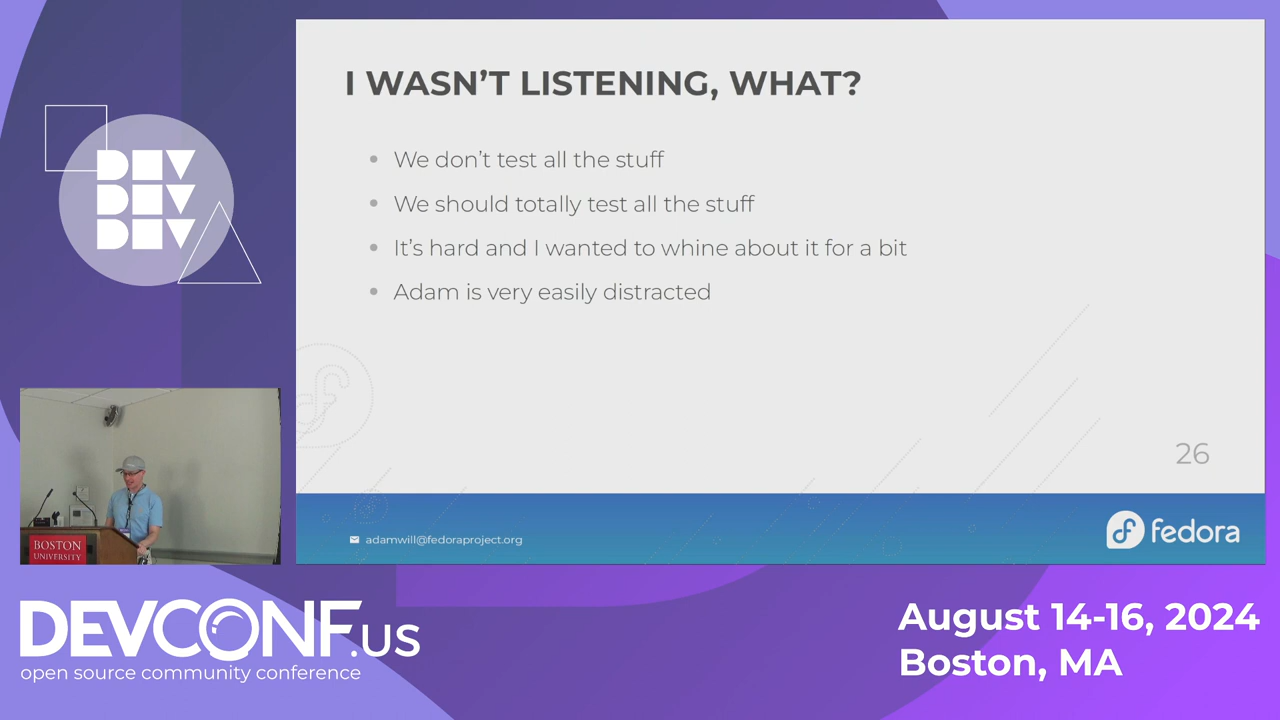 I WASN’T LISTENING, WHAT?
We don’t test all the stuff
We should totally test all the stuff
It’s hard and I wanted to whine about it for a bit
Adam is very easily distracted
26
adamwill@fedoraproject.org
fedora
DEV
DEV
DEV
BOSTON
UNIVERSITY
DEVCONF.US
open source community conference
August 14-16, 2024
Boston, MA